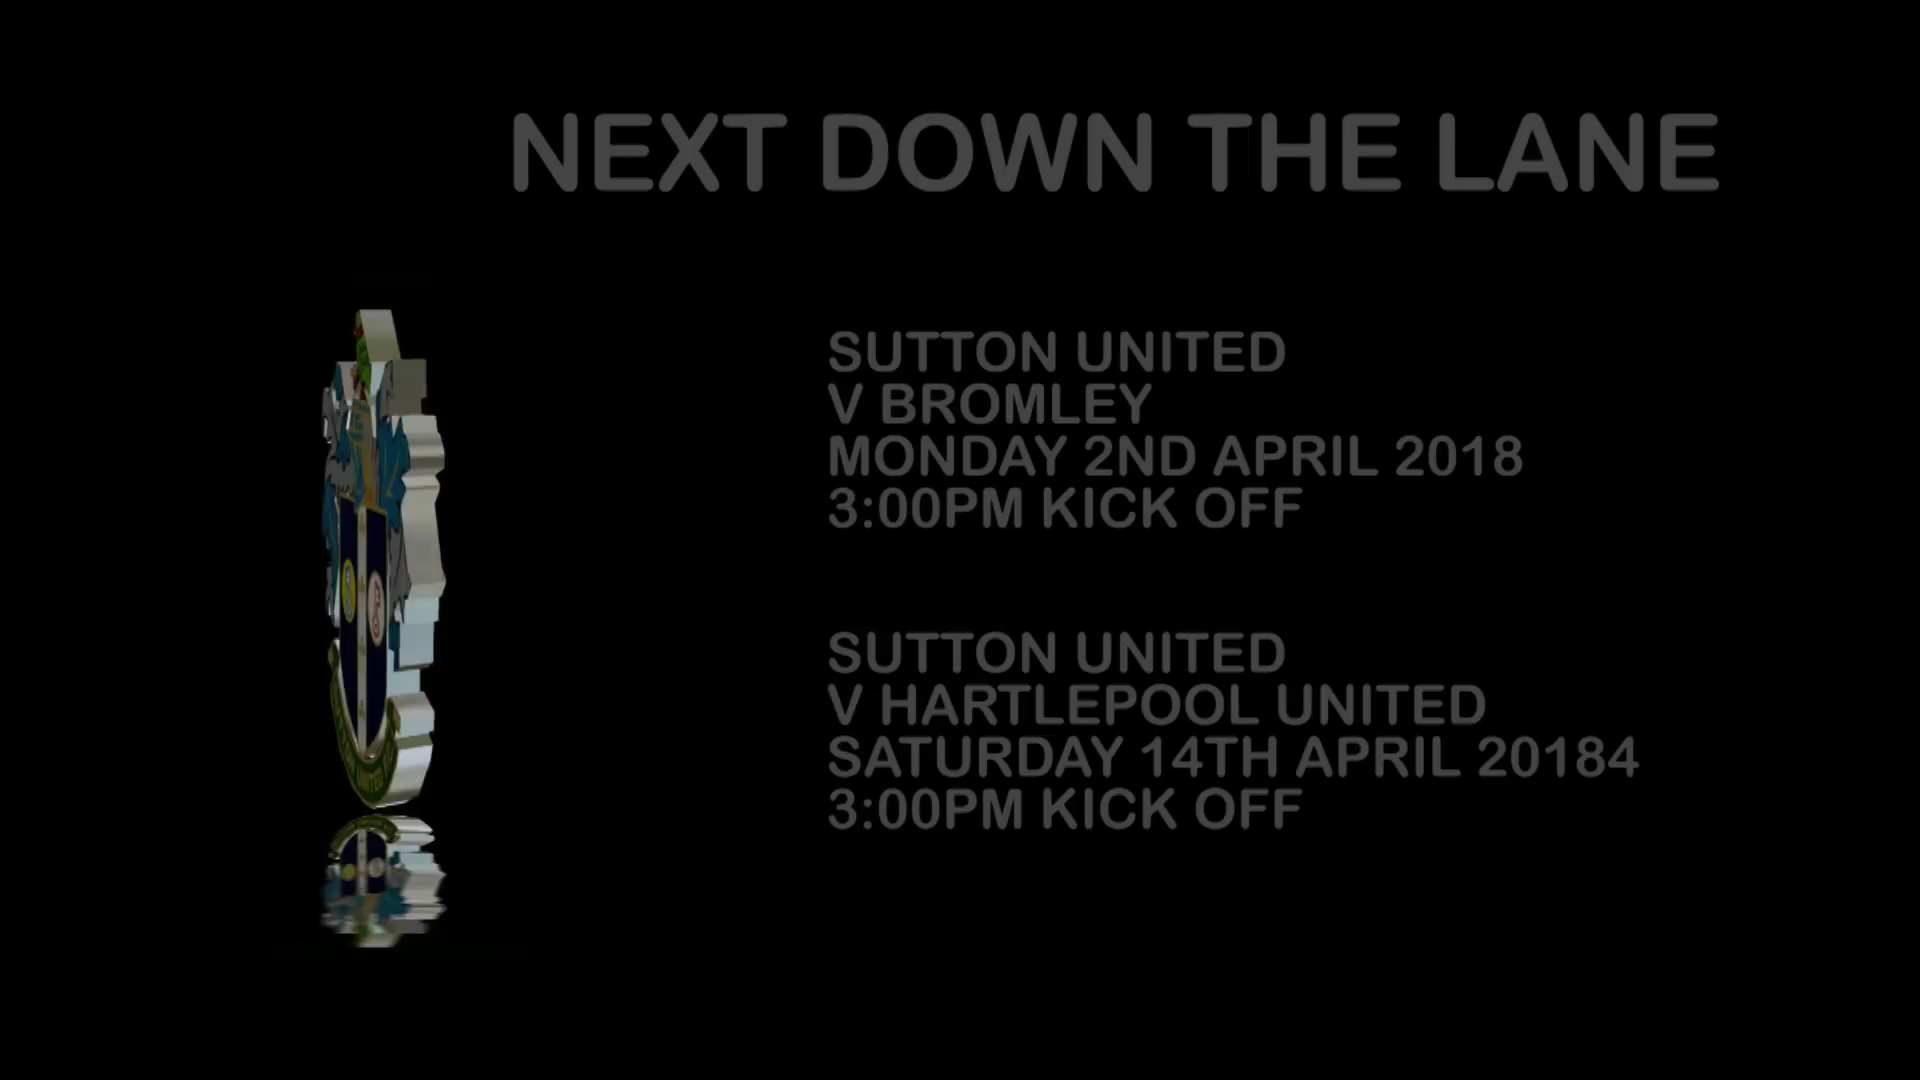 NEXT DOWN THE LANE
SUTTON UNITED
V BROMLEY
MONDAY 2ND APRIL 2018
3:00PM KICK OFF
SUTTON UNITED
V HARTLEPOOL UNITED
SATURDAY 14TH APRIL 20184
3:00PM KICK OFF
UNITED